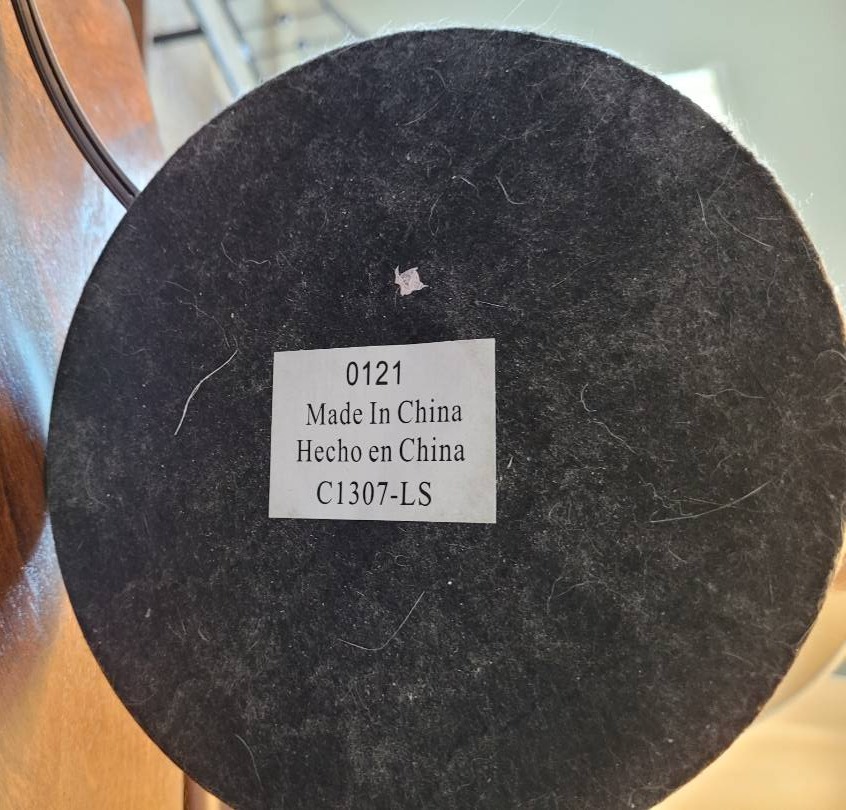 0121
Made In China
Hecho en China
C1307-LS